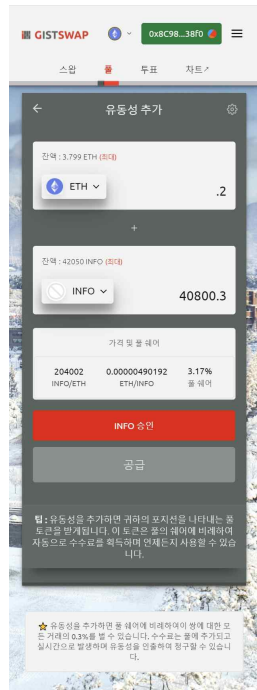 GISTSWAP 0x8C98...38f0
스왑 풀 투표 차트↗
← 유동성 추가
잔액 : 3.799 ETH (최대)
ETH .2
+
잔액 : 42050 INFO (최대)
INFO 40800.3
가격 및 풀 쉐어
204002 0.00000490192 3.17%
INFO/ETH ETH/INFO 풀 쉐어
INFO 승인
공급
팁 : 유동성을 추가하면 귀하의 포지션을 나타내는 풀
토큰을 받게됩니다. 이 토큰은 풀의 쉐어에 비례하여
자동으로 수수료를 획득하며 언제든지 사용할 수 있습
니다.
⭐ 유동성을 추가하면 풀 쉐어에 비례하여이 쌍에 대한 모
든 거래의 0.3%를 벌 수 있습니다. 수수료는 풀에 추가되고
실시간으로 발생하며 유동성을 인출하여 청구할 수 있습니
다.